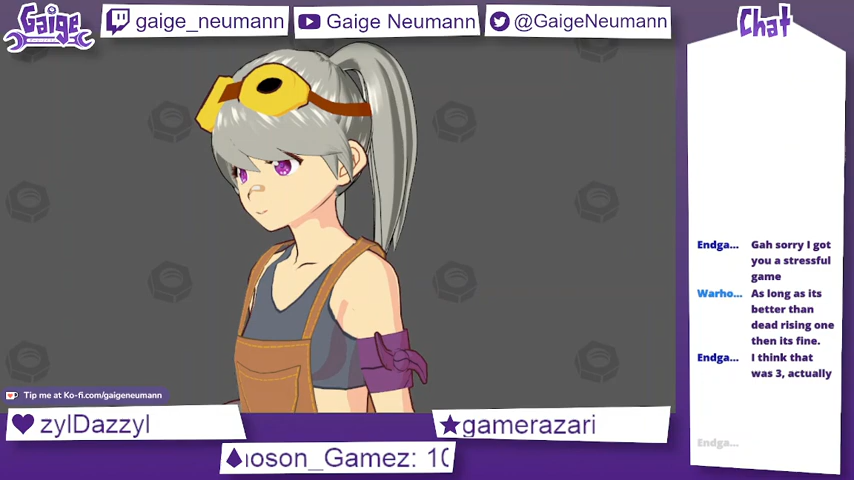 Gaige
gaige_neumann
Gaige Neumann
@GaigeNeumann
Chat
Endga... Gah sorry I got
you a stressful
game
Warho... As long as its
better than
dead rising one
then its fine.
Endga... I think that
was 3, actually
Endga...
Tip me at Ko-fi.com/gaigeneumann
zylDazzyl
gamerazari
oson_Gamez: 10